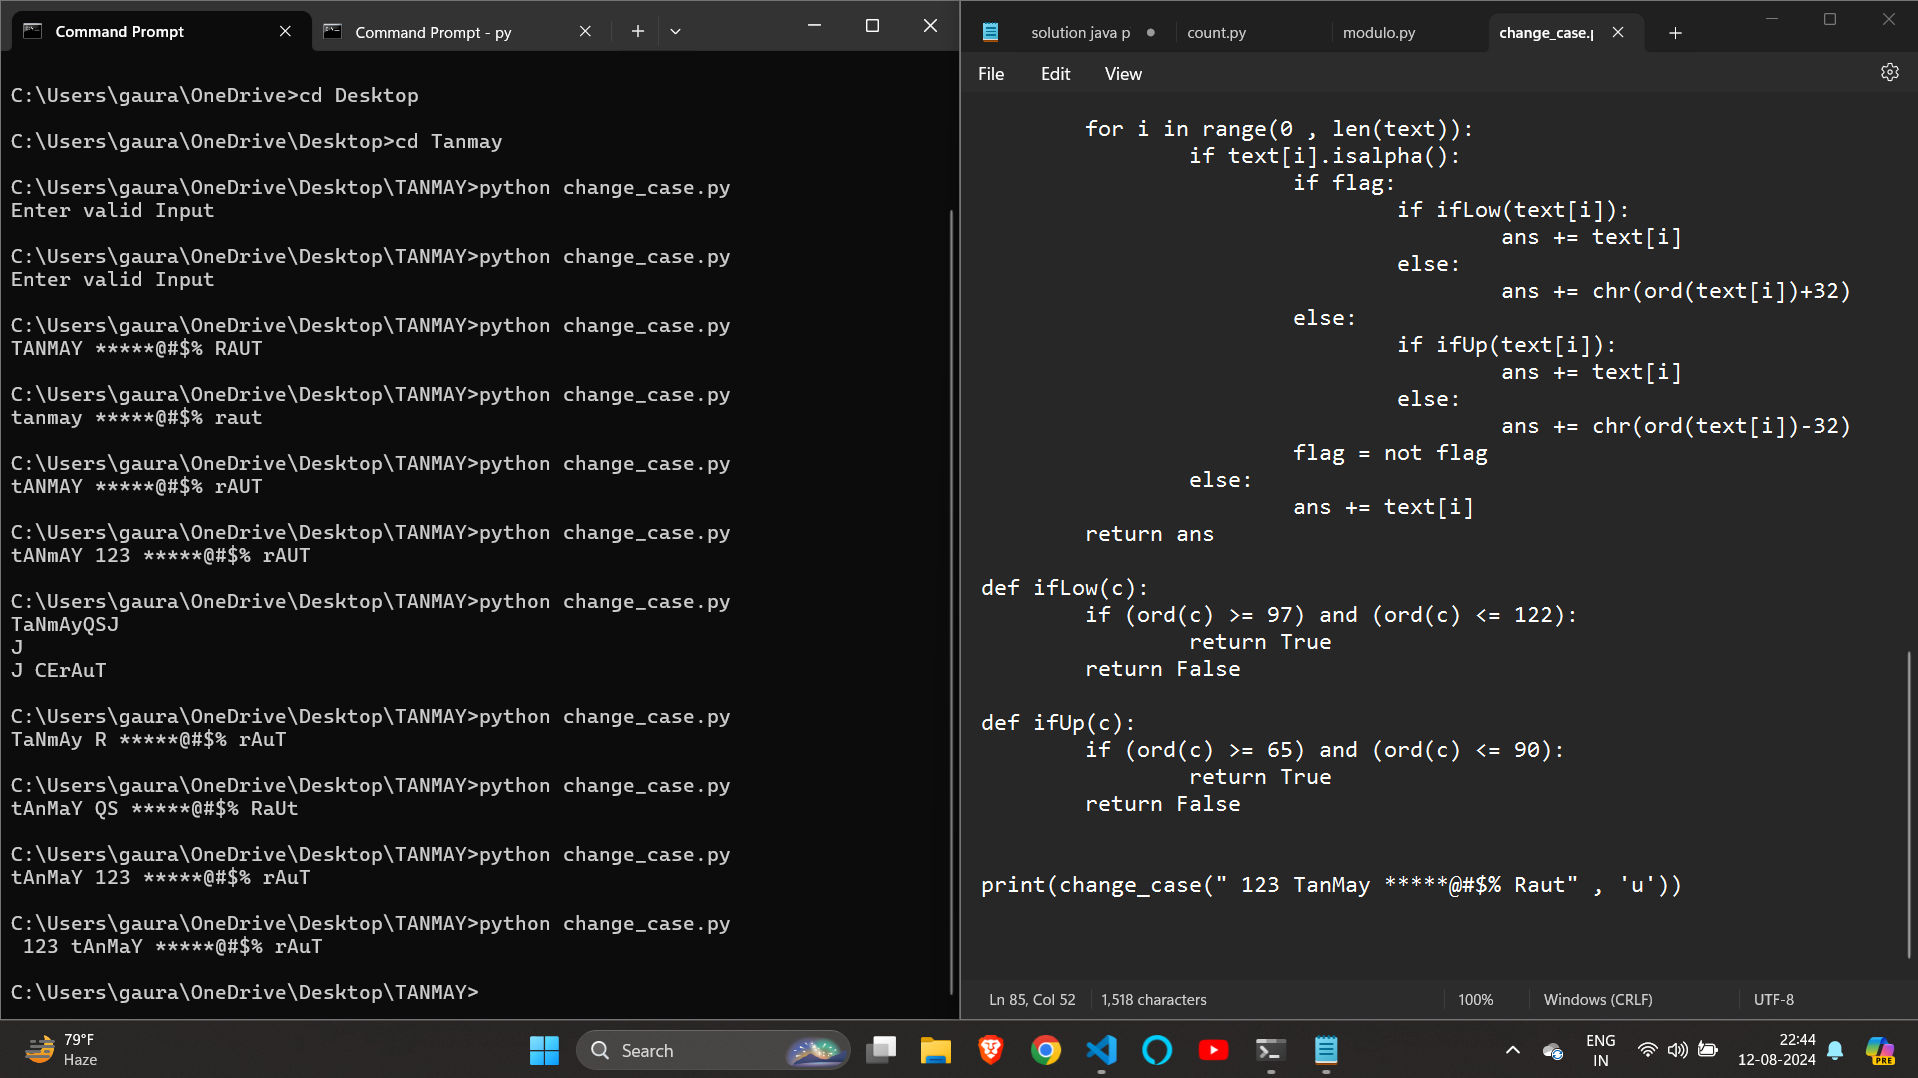 Command Prompt
Command Prompt - py
C:\Users\gaura\OneDrive>cd Desktop
C:\Users\gaura\OneDrive\Desktop>cd Tanmay
C:\Users\gaura\OneDrive\Desktop\TANMAY>python change_case.py
Enter valid Input
C:\Users\gaura\OneDrive\Desktop\TANMAY>python change_case.py
Enter valid Input
C:\Users\gaura\OneDrive\Desktop\TANMAY>python change_case.py
TANMAY *****@#$% RAUT
C:\Users\gaura\OneDrive\Desktop\TANMAY>python change_case.py
tanmay *****@#$% raut
C:\Users\gaura\OneDrive\Desktop\TANMAY>python change_case.py
tANMAY *****@#$% rAUT
C:\Users\gaura\OneDrive\Desktop\TANMAY>python change_case.py
tANmAY 123 *****@#$% rAUT
C:\Users\gaura\OneDrive\Desktop\TANMAY>python change_case.py
TaNmAyQSJ
J
J CErAuT
C:\Users\gaura\OneDrive\Desktop\TANMAY>python change_case.py
TaNmAy R *****@#$% rAuT
C:\Users\gaura\OneDrive\Desktop\TANMAY>python change_case.py
tAnMaY QS *****@#$% RaUt
C:\Users\gaura\OneDrive\Desktop\TANMAY>python change_case.py
tAnMaY 123 *****@#$% rAuT
C:\Users\gaura\OneDrive\Desktop\TANMAY>python change_case.py
 123 tAnMaY *****@#$% rAuT
C:\Users\gaura\OneDrive\Desktop\TANMAY>
solution java p
count.py
modulo.py
change_case.p
File Edit View
for i in range(0 , len(text)):
if text[i].isalpha():
if flag:
if ifLow(text[i]):
ans += text[i]
else:
ans += chr(ord(text[i])+32)
else:
if ifUp(text[i]):
ans += text[i]
else:
ans += chr(ord(text[i])-32)
flag = not flag
else:
ans += text[i]
return ans
def ifLow(c):
if (ord(c) >= 97) and (ord(c) <= 122):
return True
return False
def ifUp(c):
if (ord(c) >= 65) and (ord(c) <= 90):
return True
return False
print(change_case(" 123 TanMay *****@#$% Raut" , 'u'))
Ln 85, Col 52 1,518 characters 100% Windows (CRLF) UTF-8
79°F
Haze
Search
ENG
IN
22:44
12-08-2024
PRE